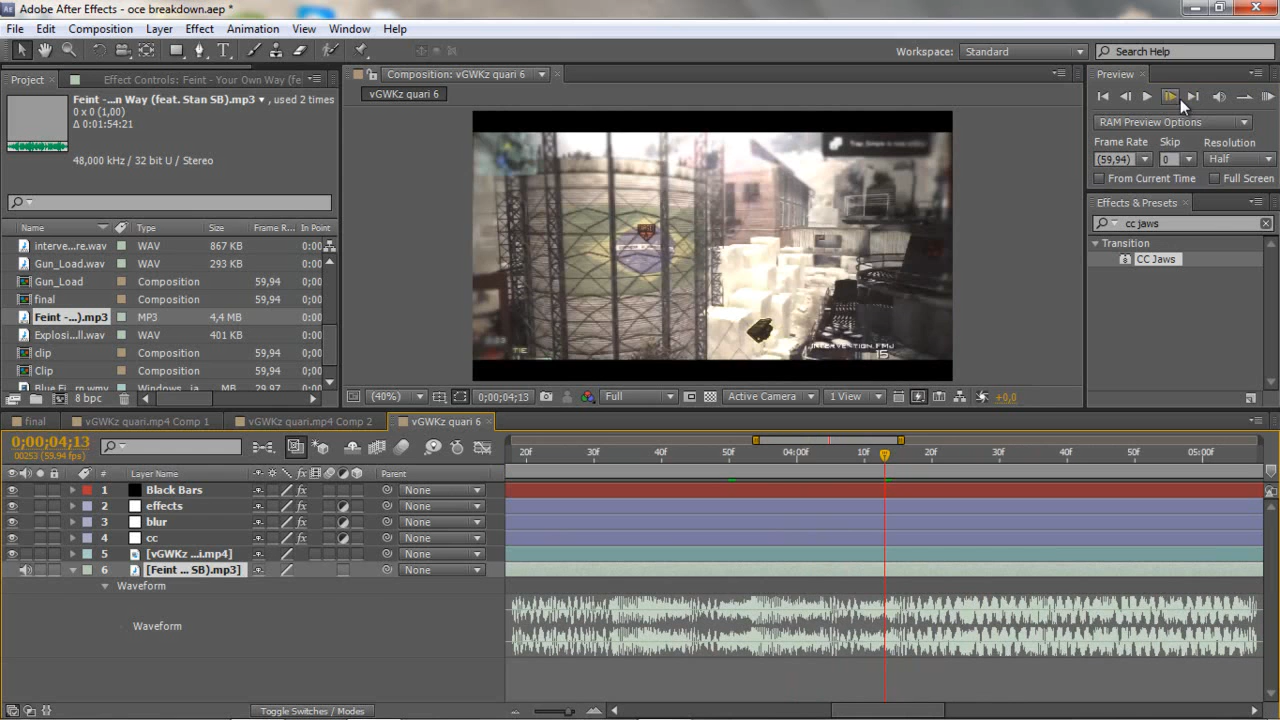 Adobe After Effects - oce breakdown.aep *
File Edit Composition Layer Effect Animation View Window Help
Workspace: Standard Search Help
Project Effect Controls: Feint - Your Own Way (fe
Feint -...n Way (feat. Stan SB).mp3 ▾, used 2 times
0 x 0 (1,00)
Δ 0:01:54:21
48,000 kHz / 32 bit U / Stereo
Name Type Size Frame R... In Point
interve...re.wav WAV 867 KB 0:00
Gun_Load.wav WAV 293 KB 0:00
Gun_Load Composition 59,94 0;00
final Composition 59,94 0;00
Feint -...).mp3 MP3 4,4 MB 0:00
Explosi...ll.wav WAV 401 KB 0:00
clip Composition 59,94 0;00
Clip Composition 59,94 0;00
Blue Fi...rn.wmv Windows...ia MB 29,97 0;00
8 bpc
Composition: vGWKz quari 6
vGWKz quari 6
INTERVENTION FMJ
15
(40%) 0;00;04;13 Full Active Camera 1 View +0,0
Preview
RAM Preview Options
Frame Rate Skip Resolution
(59,94) 0 Half
From Current Time Full Screen
Effects & Presets
cc jaws
Transition
CC Jaws
final vGWKz quari.mp4 Comp 1 vGWKz quari.mp4 Comp 2 vGWKz quari 6
0;00;04;13
00253 (59.94 fps)
20f 30f 40f 50f 04:00f 10f 20f 30f 40f 50f 05:00f
# Layer Name Parent
1 Black Bars None
2 effects None
3 blur None
4 cc None
5 [vGWKz ...i.mp4] None
6 [Feint ... SB).mp3] None
Waveform
Waveform
Toggle Switches / Modes